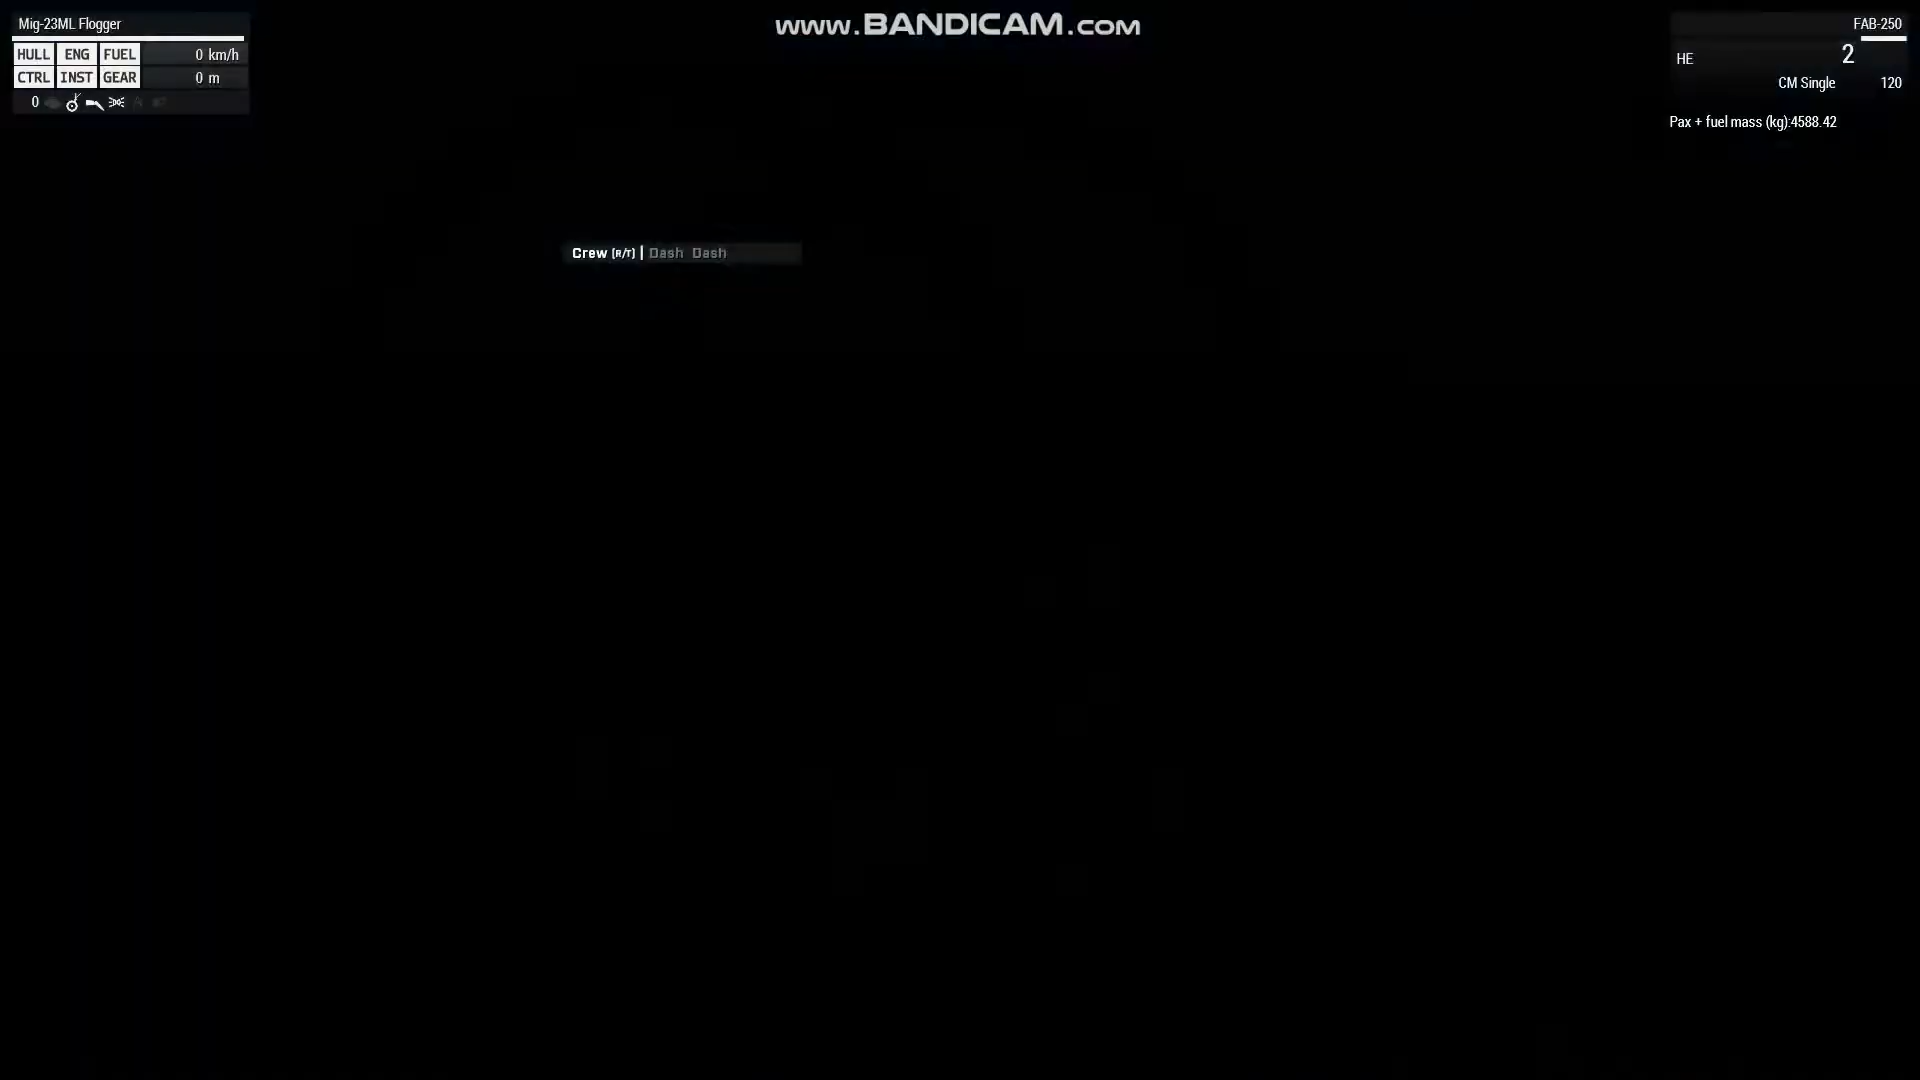 Mig-23ML Flogger
HULL ENG FUEL 0 km/h
CTRL INST GEAR 0 m
0
www.BANDICAM.com
FAB-250
HE 2
CM Single 120
Pax + fuel mass (kg):4588.42
Crew (R/T) | Dash Dash